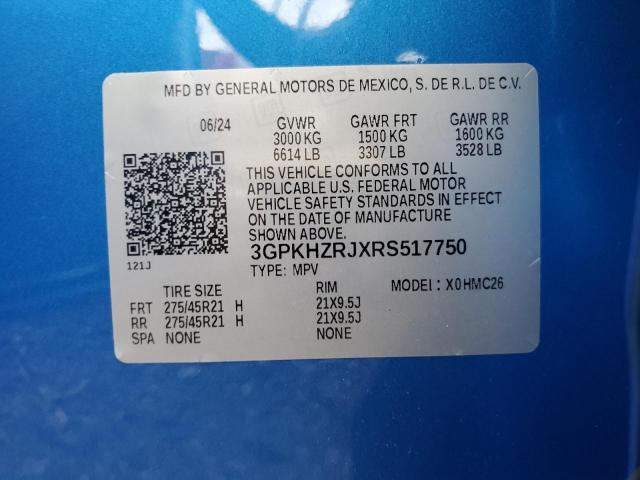 MFD BY GENERAL MOTORS DE MEXICO, S. DE R.L. DE C.V.
06/24 GVWR GAWR FRT GAWR RR
3000 KG 1500 KG 1600 KG
6614 LB 3307 LB 3528 LB
THIS VEHICLE CONFORMS TO ALL
APPLICABLE U.S. FEDERAL MOTOR
VEHICLE SAFETY STANDARDS IN EFFECT
ON THE DATE OF MANUFACTURE
SHOWN ABOVE.
121J
3GPKHZRJXRS517750
TYPE: MPV
TIRE SIZE RIM MODEL: X0HMC26
FRT 275/45R21 H 21X9.5J
RR 275/45R21 H 21X9.5J
SPA NONE NONE